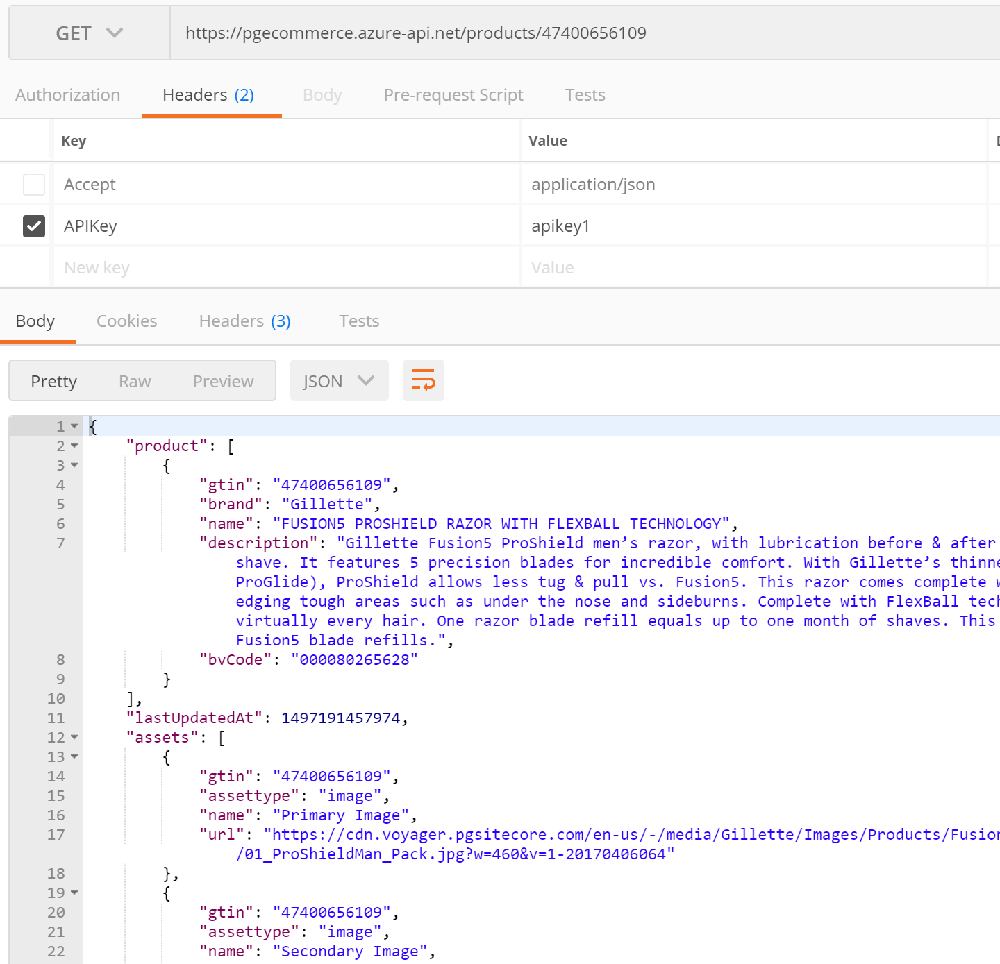 GET https://pgecommerce.azure-api.net/products/47400656109
Authorization Headers (2) Body Pre-request Script Tests
Key Value
Accept application/json
APIKey apikey1
New key Value
Body Cookies Headers (3) Tests
Pretty Raw Preview JSON
1 {
2 "product": [
3 {
4 "gtin": "47400656109",
5 "brand": "Gillette",
6 "name": "FUSION5 PROSHIELD RAZOR WITH FLEXBALL TECHNOLOGY",
7 "description": "Gillette Fusion5 ProShield men’s razor, with lubrication before & after
shave. It features 5 precision blades for incredible comfort. With Gillette’s thinne
ProGlide), ProShield allows less tug & pull vs. Fusion5. This razor comes complete
edging tough areas such as under the nose and sideburns. Complete with FlexBall tech
virtually every hair. One razor blade refill equals up to one month of shaves. This
Fusion5 blade refills.",
8 "bvCode": "000080265628"
9 }
10 ],
11 "lastUpdatedAt": 1497191457974,
12 "assets": [
13 {
14 "gtin": "47400656109",
15 "assettype": "image",
16 "name": "Primary Image",
17 "url": "https://cdn.voyager.pgsitecore.com/en-us/-/media/Gillette/Images/Products/Fusion
/01_ProShieldMan_Pack.jpg?w=460&v=1-20170406064"
18 },
19 {
20 "gtin": "47400656109",
21 "assettype": "image",
22 "name": "Secondary Image",